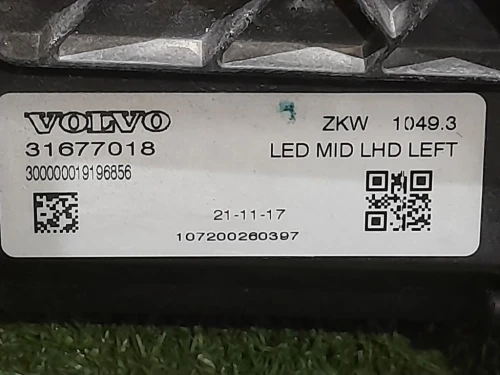 VOLVO ZKW 1049.3
31677018 LED MID LHD LEFT
300000019196856
21-11-17
107200260397